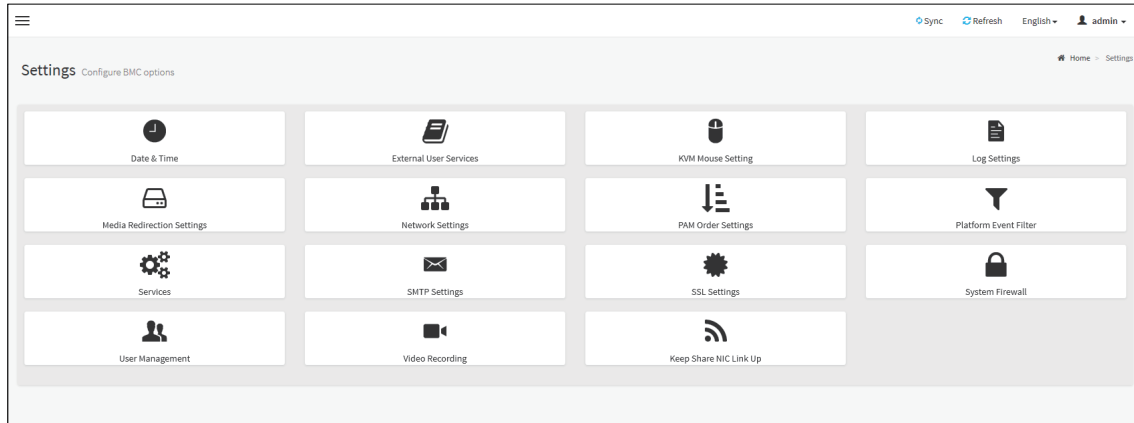 Sync Refresh English admin
Home > Settings
Settings Configure BMC options
Date & Time External User Services KVM Mouse Setting Log Settings
Media Redirection Settings Network Settings PAM Order Settings Platform Event Filter
Services SMTP Settings SSL Settings System Firewall
User Management Video Recording Keep Share NIC Link Up